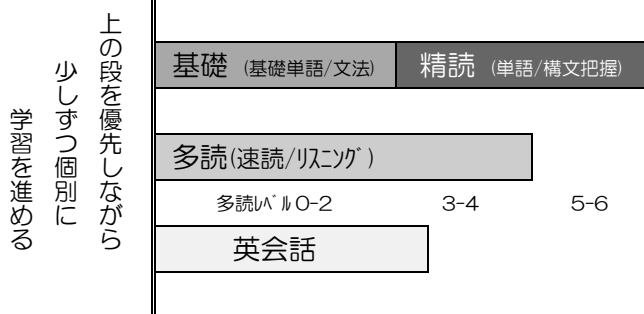 上の段を優先しながら
少しずつ個別に
学習を進める
基礎 (基礎単語/文法)
精読 (単語/構文把握)
多読(速読/ﾘｽﾆﾝｸﾞ)
多読ﾚﾍﾞﾙ0-2
3-4
5-6
英会話